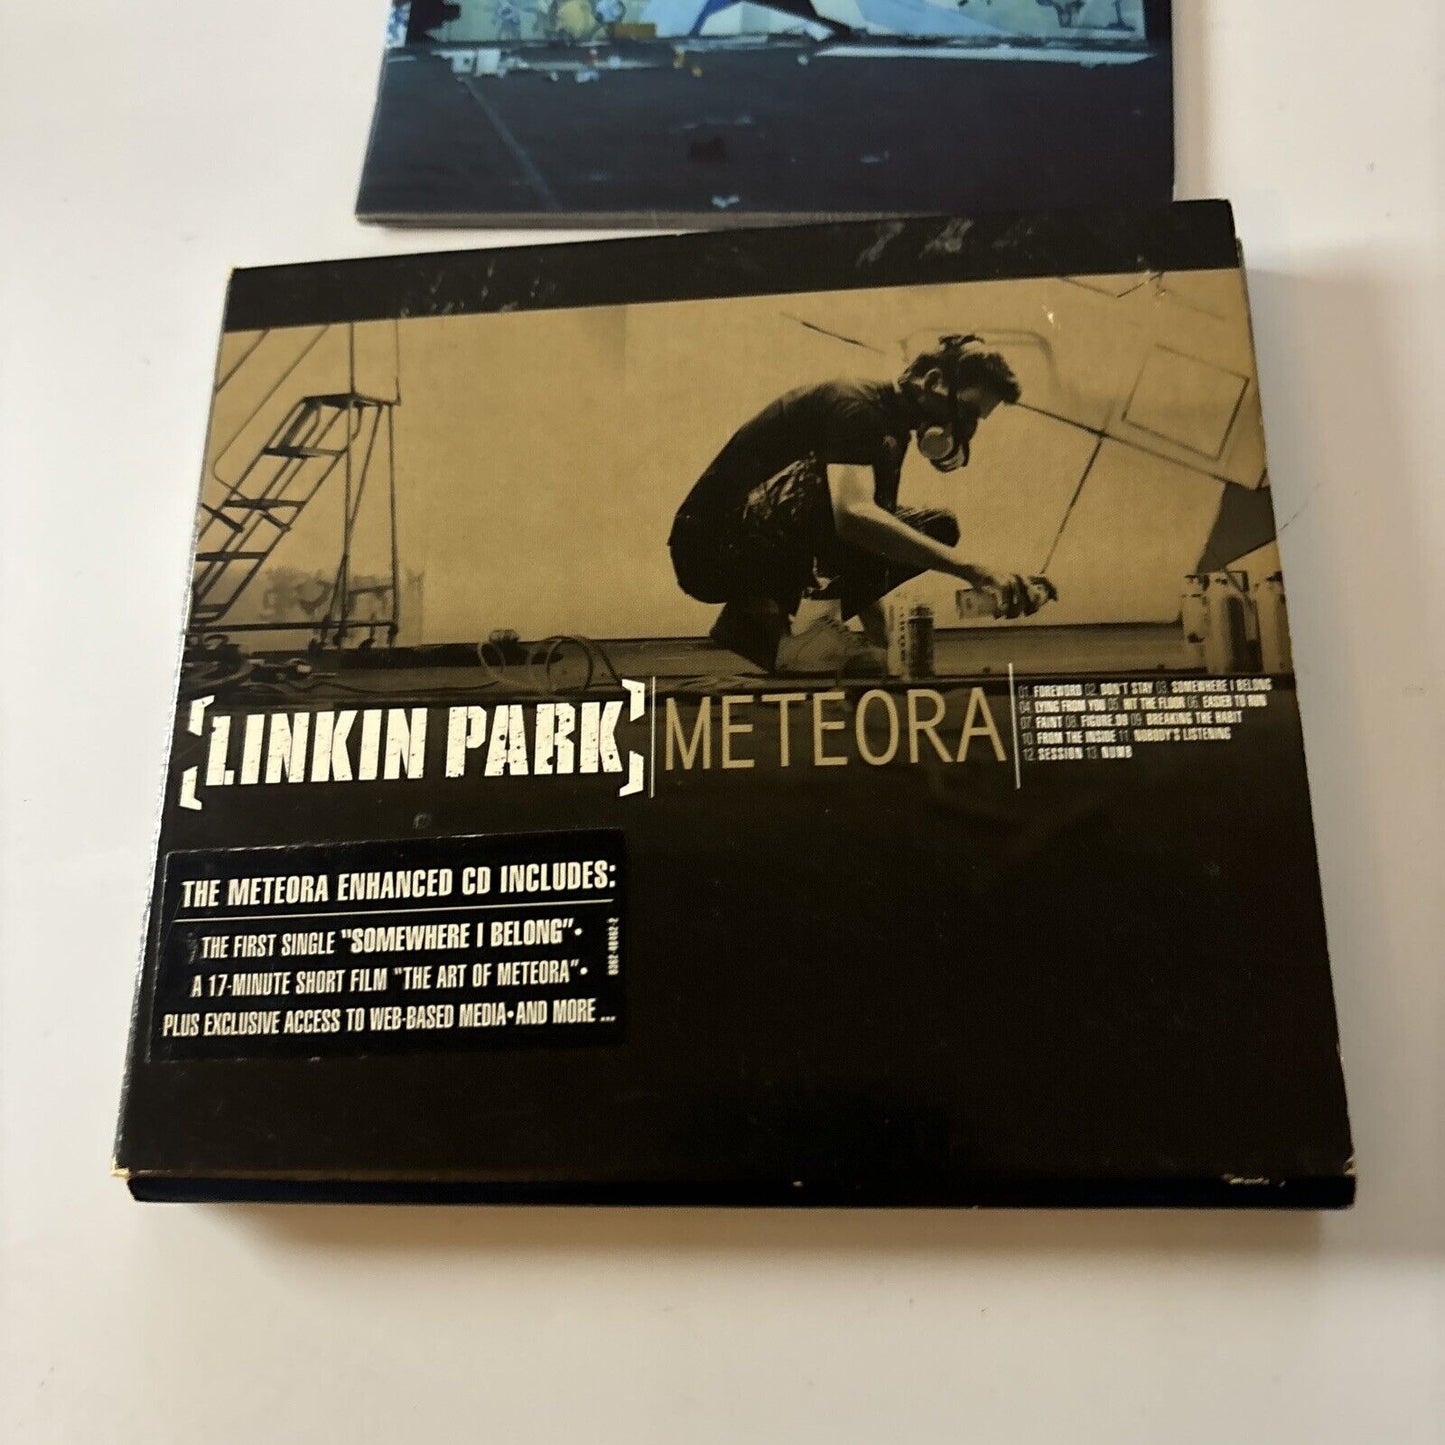 [LINKIN PARK] METEORA
01. FOREWORD 02. DON'T STAY 03. SOMEWHERE I BELONG
04. LYING FROM YOU 05. HIT THE FLOOR 06. EASIER TO RUN
07. FAINT 08. FIGURE.09 09. BREAKING THE HABIT
10. FROM THE INSIDE 11. NOBODY'S LISTENING
12. SESSION 13. NUMB
THE METEORA ENHANCED CD INCLUDES:
THE FIRST SINGLE "SOMEWHERE I BELONG"•
A 17-MINUTE SHORT FILM "THE ART OF METEORA"•
PLUS EXCLUSIVE ACCESS TO WEB-BASED MEDIA•AND MORE ...